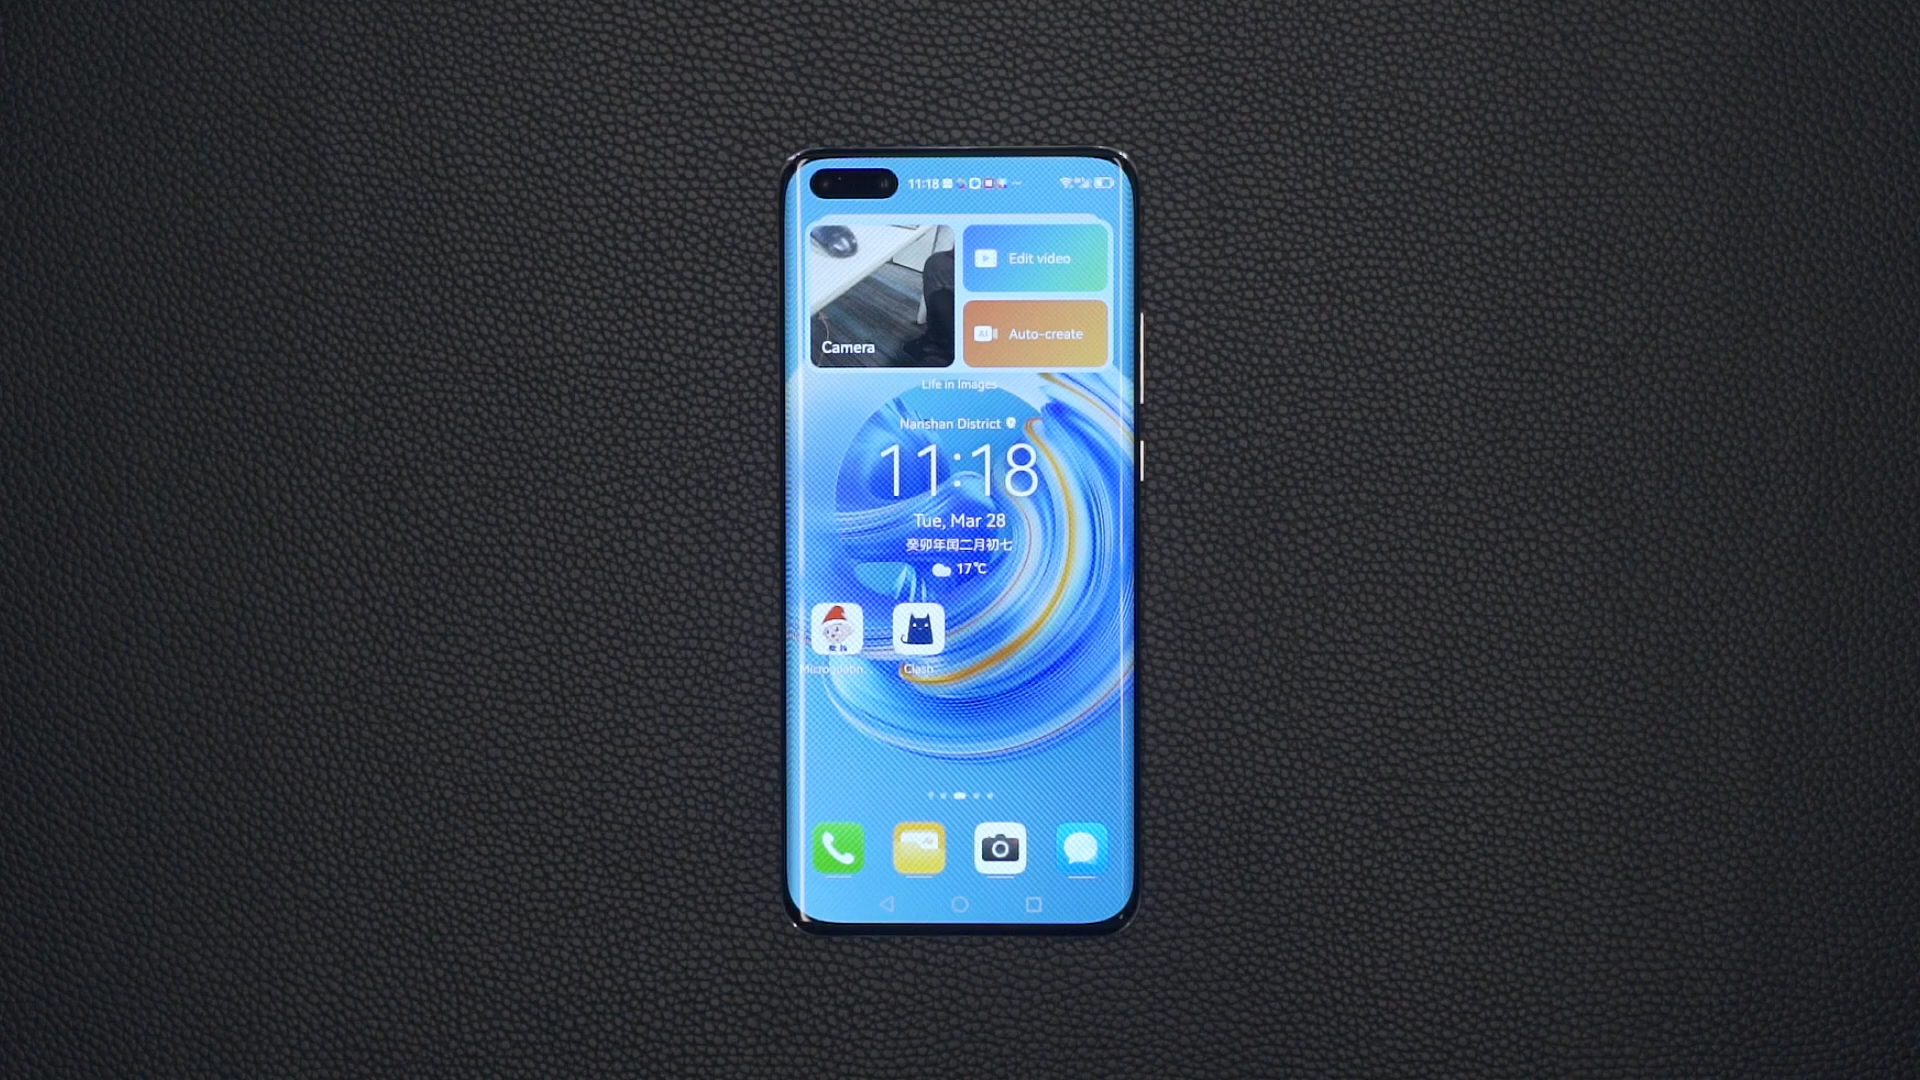 11:18
Edit video
AI
Auto-create
Camera
Life in Images
Nanshan District
11:18
Tue, Mar 28
癸卯年闰二月初七
17℃
Clash